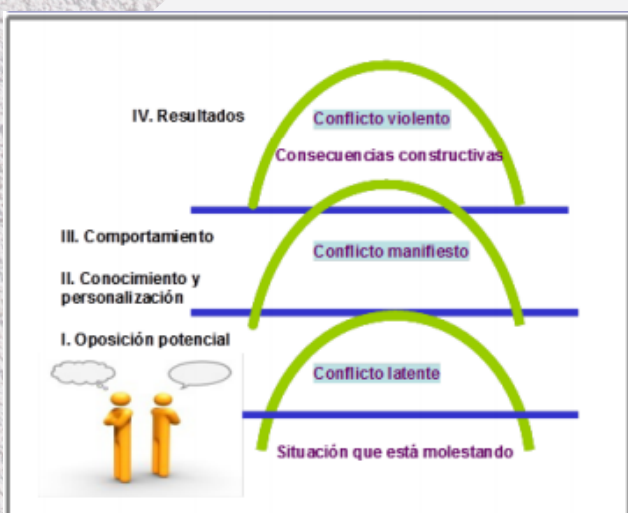 IV. Resultados
Conflicto violento
Consecuencias constructivas
III. Comportamiento
Conflicto manifiesto
II. Conocimiento y
personalización
I. Oposición potencial
Conflicto latente
Situación que está molestando